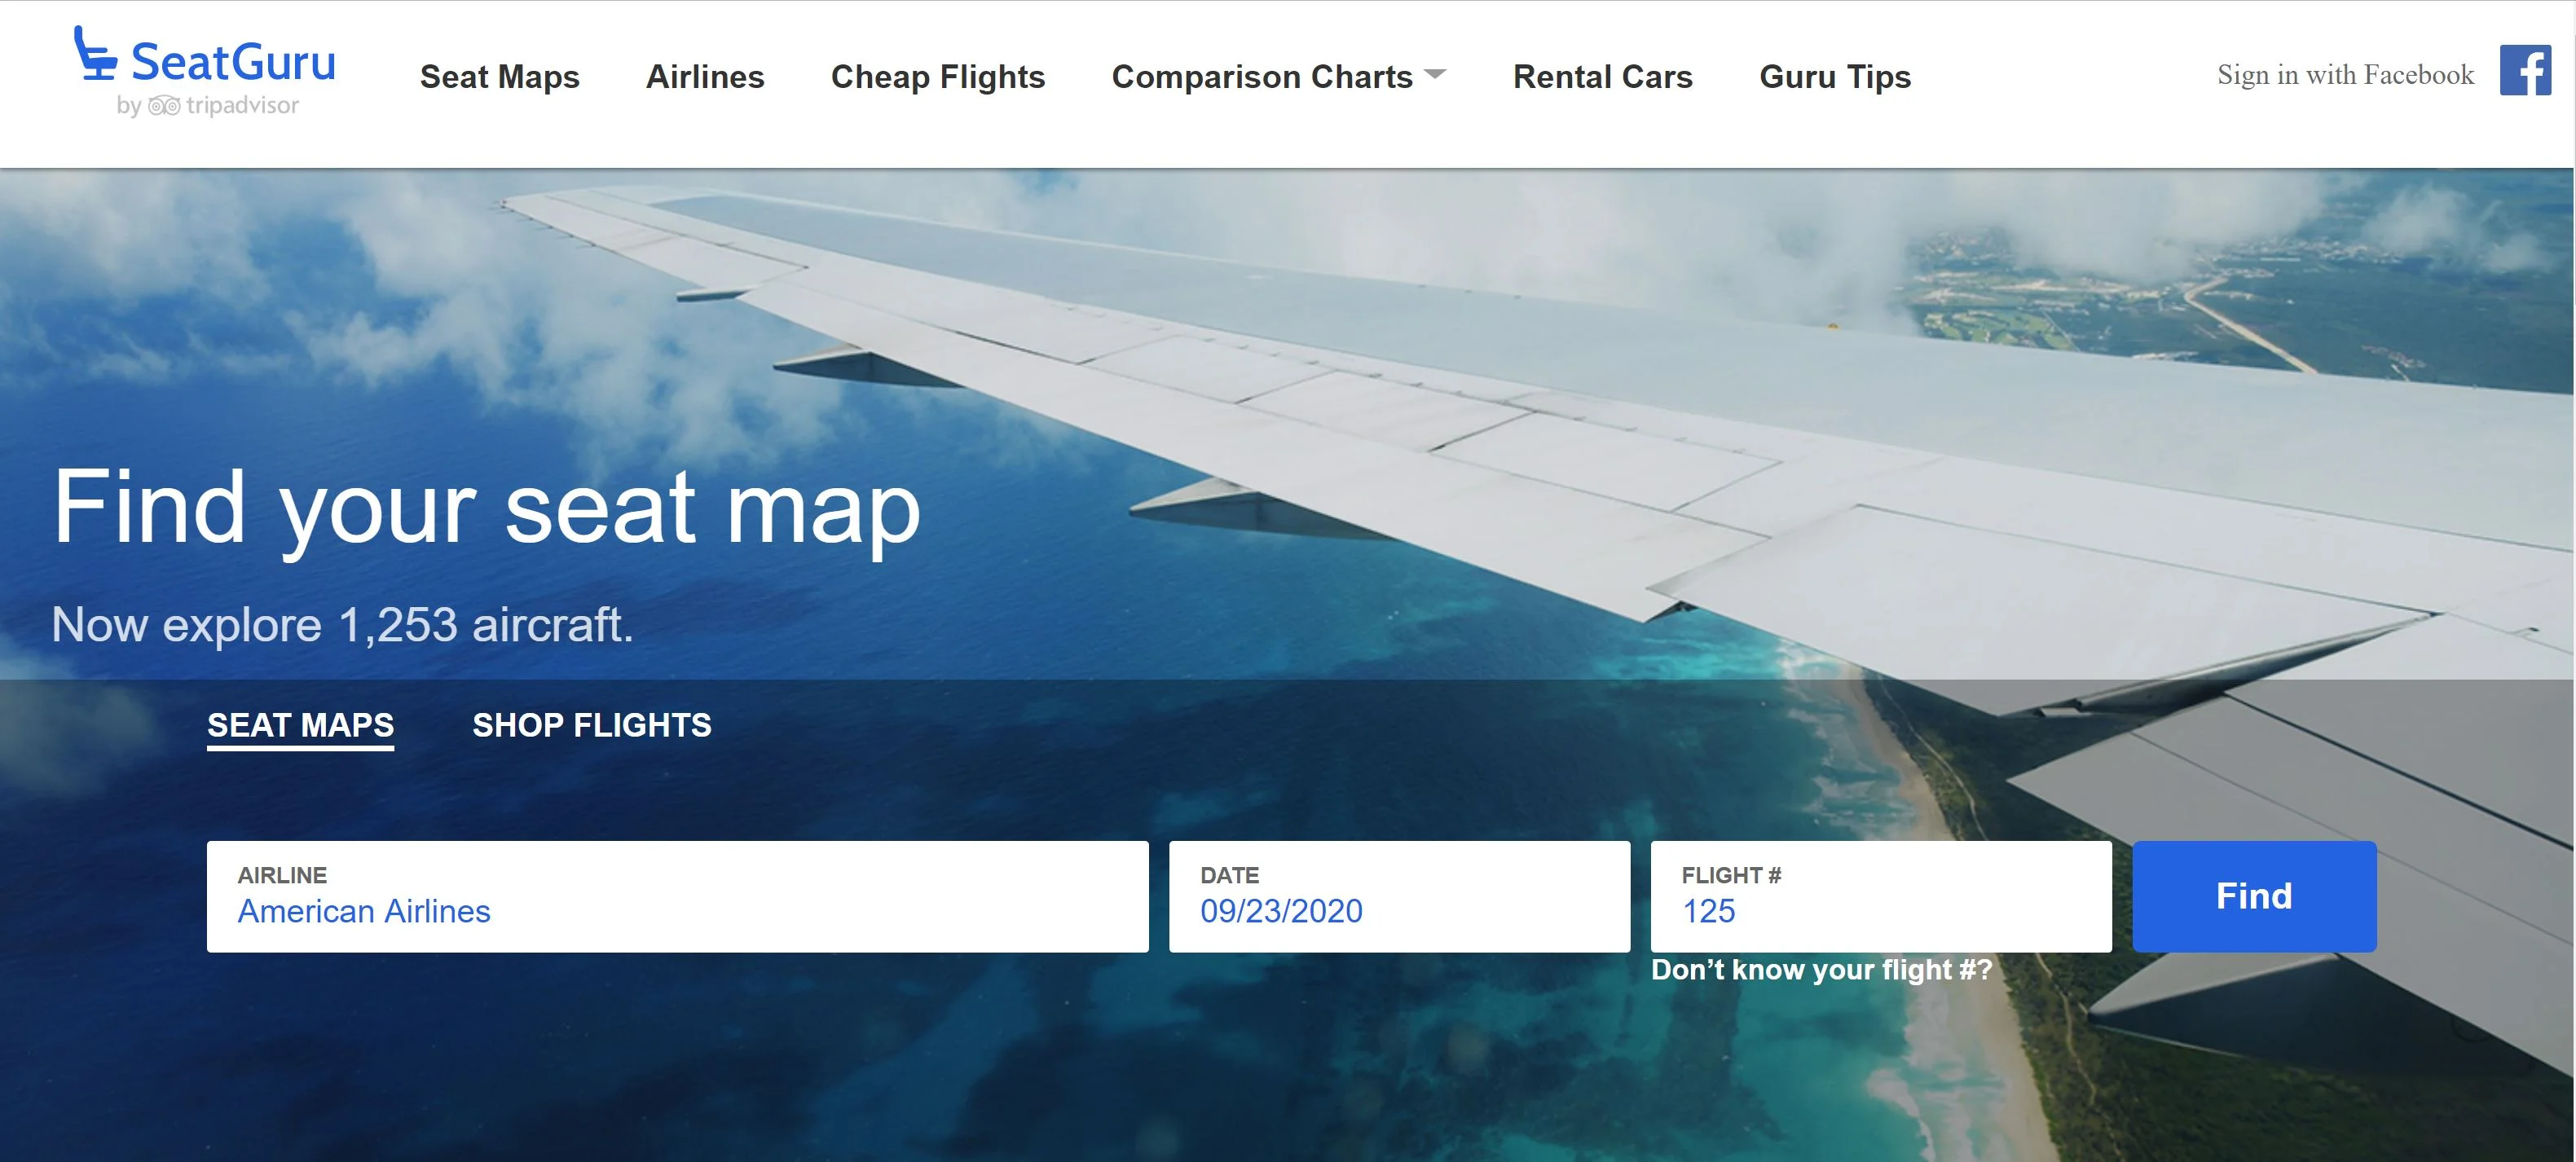 SeatGuru
by tripadvisor
Seat Maps
Airlines
Cheap Flights
Comparison Charts
Rental Cars
Guru Tips
Sign in with Facebook
Find your seat map
Now explore 1,253 aircraft.
SEAT MAPS
SHOP FLIGHTS
AIRLINE
American Airlines
DATE
09/23/2020
FLIGHT #
125
Find
Don’t know your flight #?